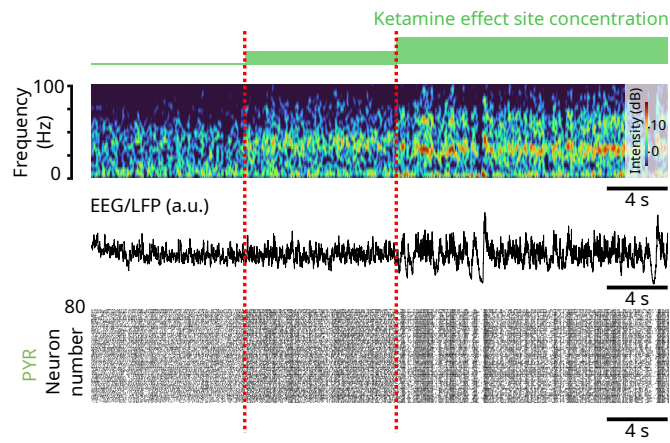 Ketamine effect site concentration
Frequency
(Hz)
100
0
Intensity (dB)
10
0
4 s
EEG/LFP (a.u.)
4 s
80
PYR
Neuron
number
4 s